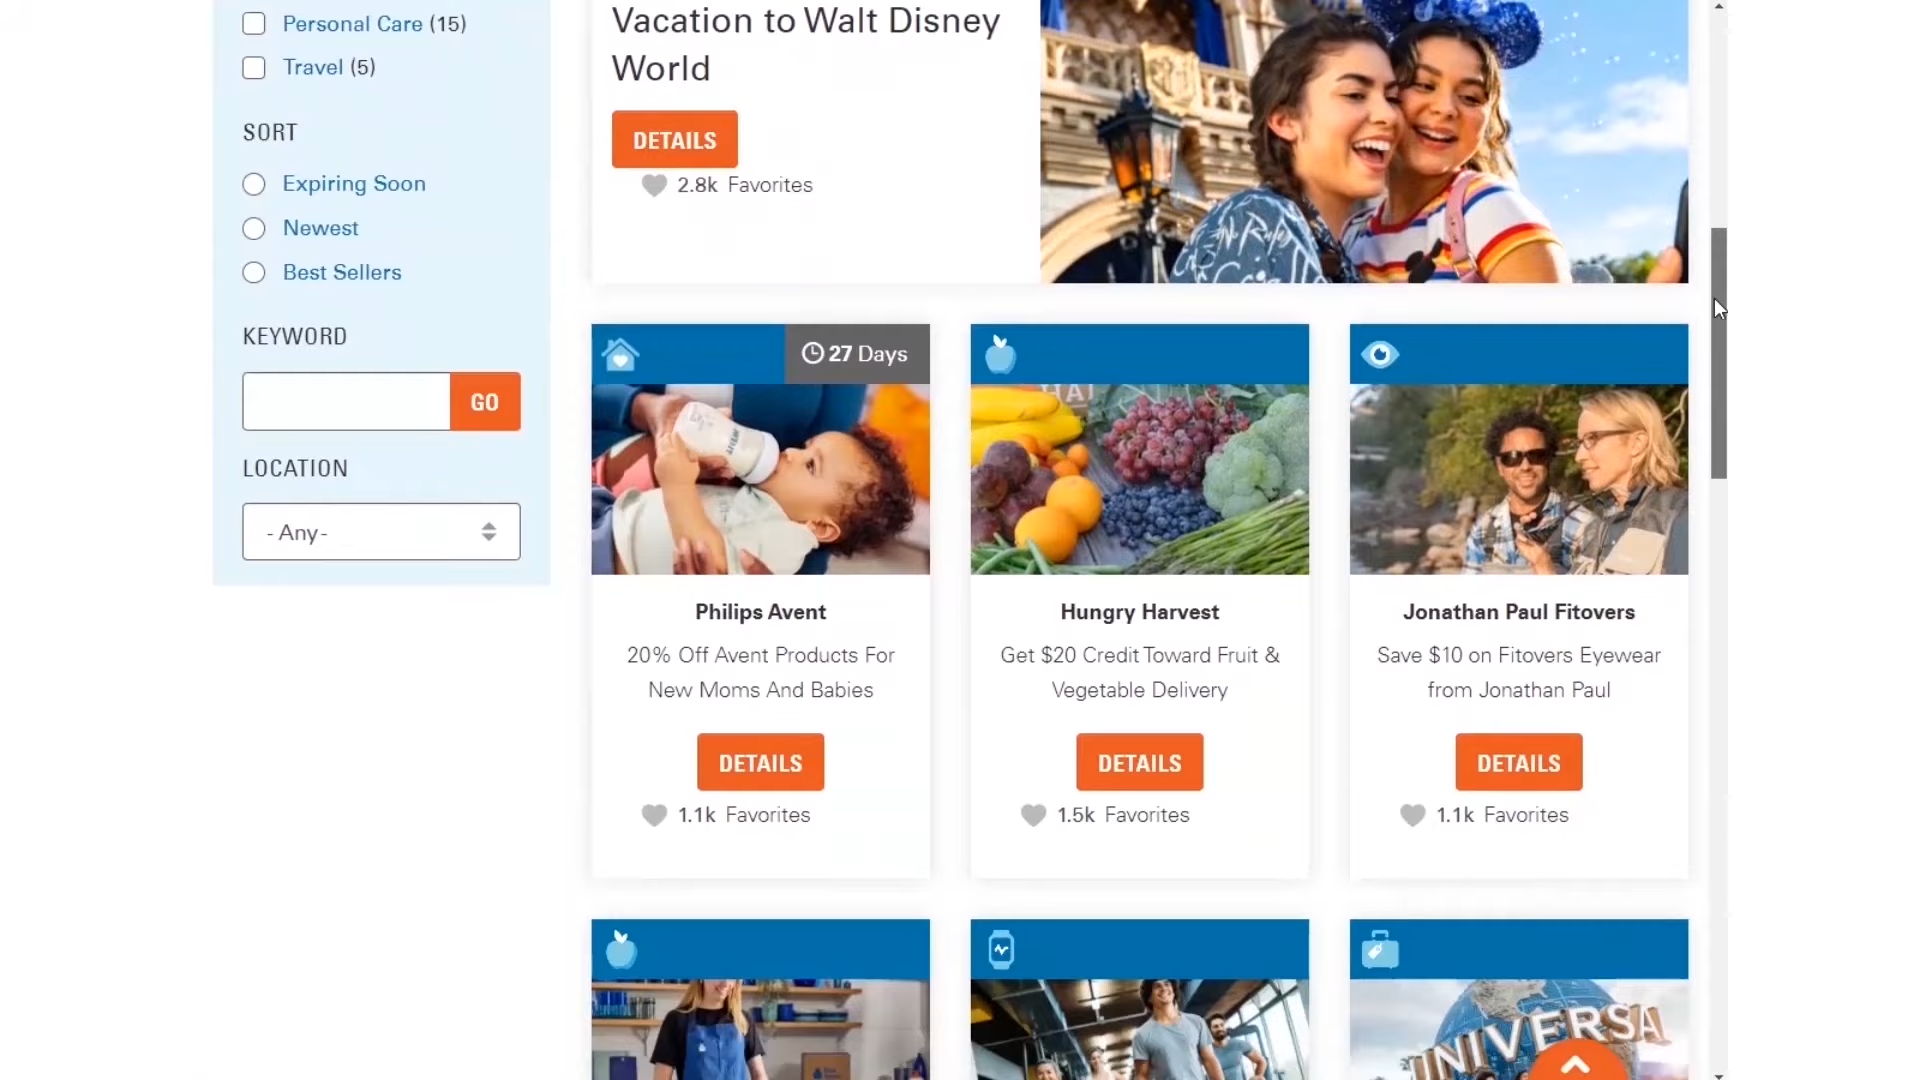 Personal Care (15)
Travel (5)
SORT
Expiring Soon
Newest
Best Sellers
KEYWORD
GO
LOCATION
- Any -
Vacation to Walt Disney
World
DETAILS
2.8k Favorites
27 Days
Philips Avent
20% Off Avent Products For
New Moms And Babies
DETAILS
1.1k Favorites
Hungry Harvest
Get $20 Credit Toward Fruit &
Vegetable Delivery
DETAILS
1.5k Favorites
Jonathan Paul Fitovers
Save $10 on Fitovers Eyewear
from Jonathan Paul
DETAILS
1.1k Favorites
UNIVERSA